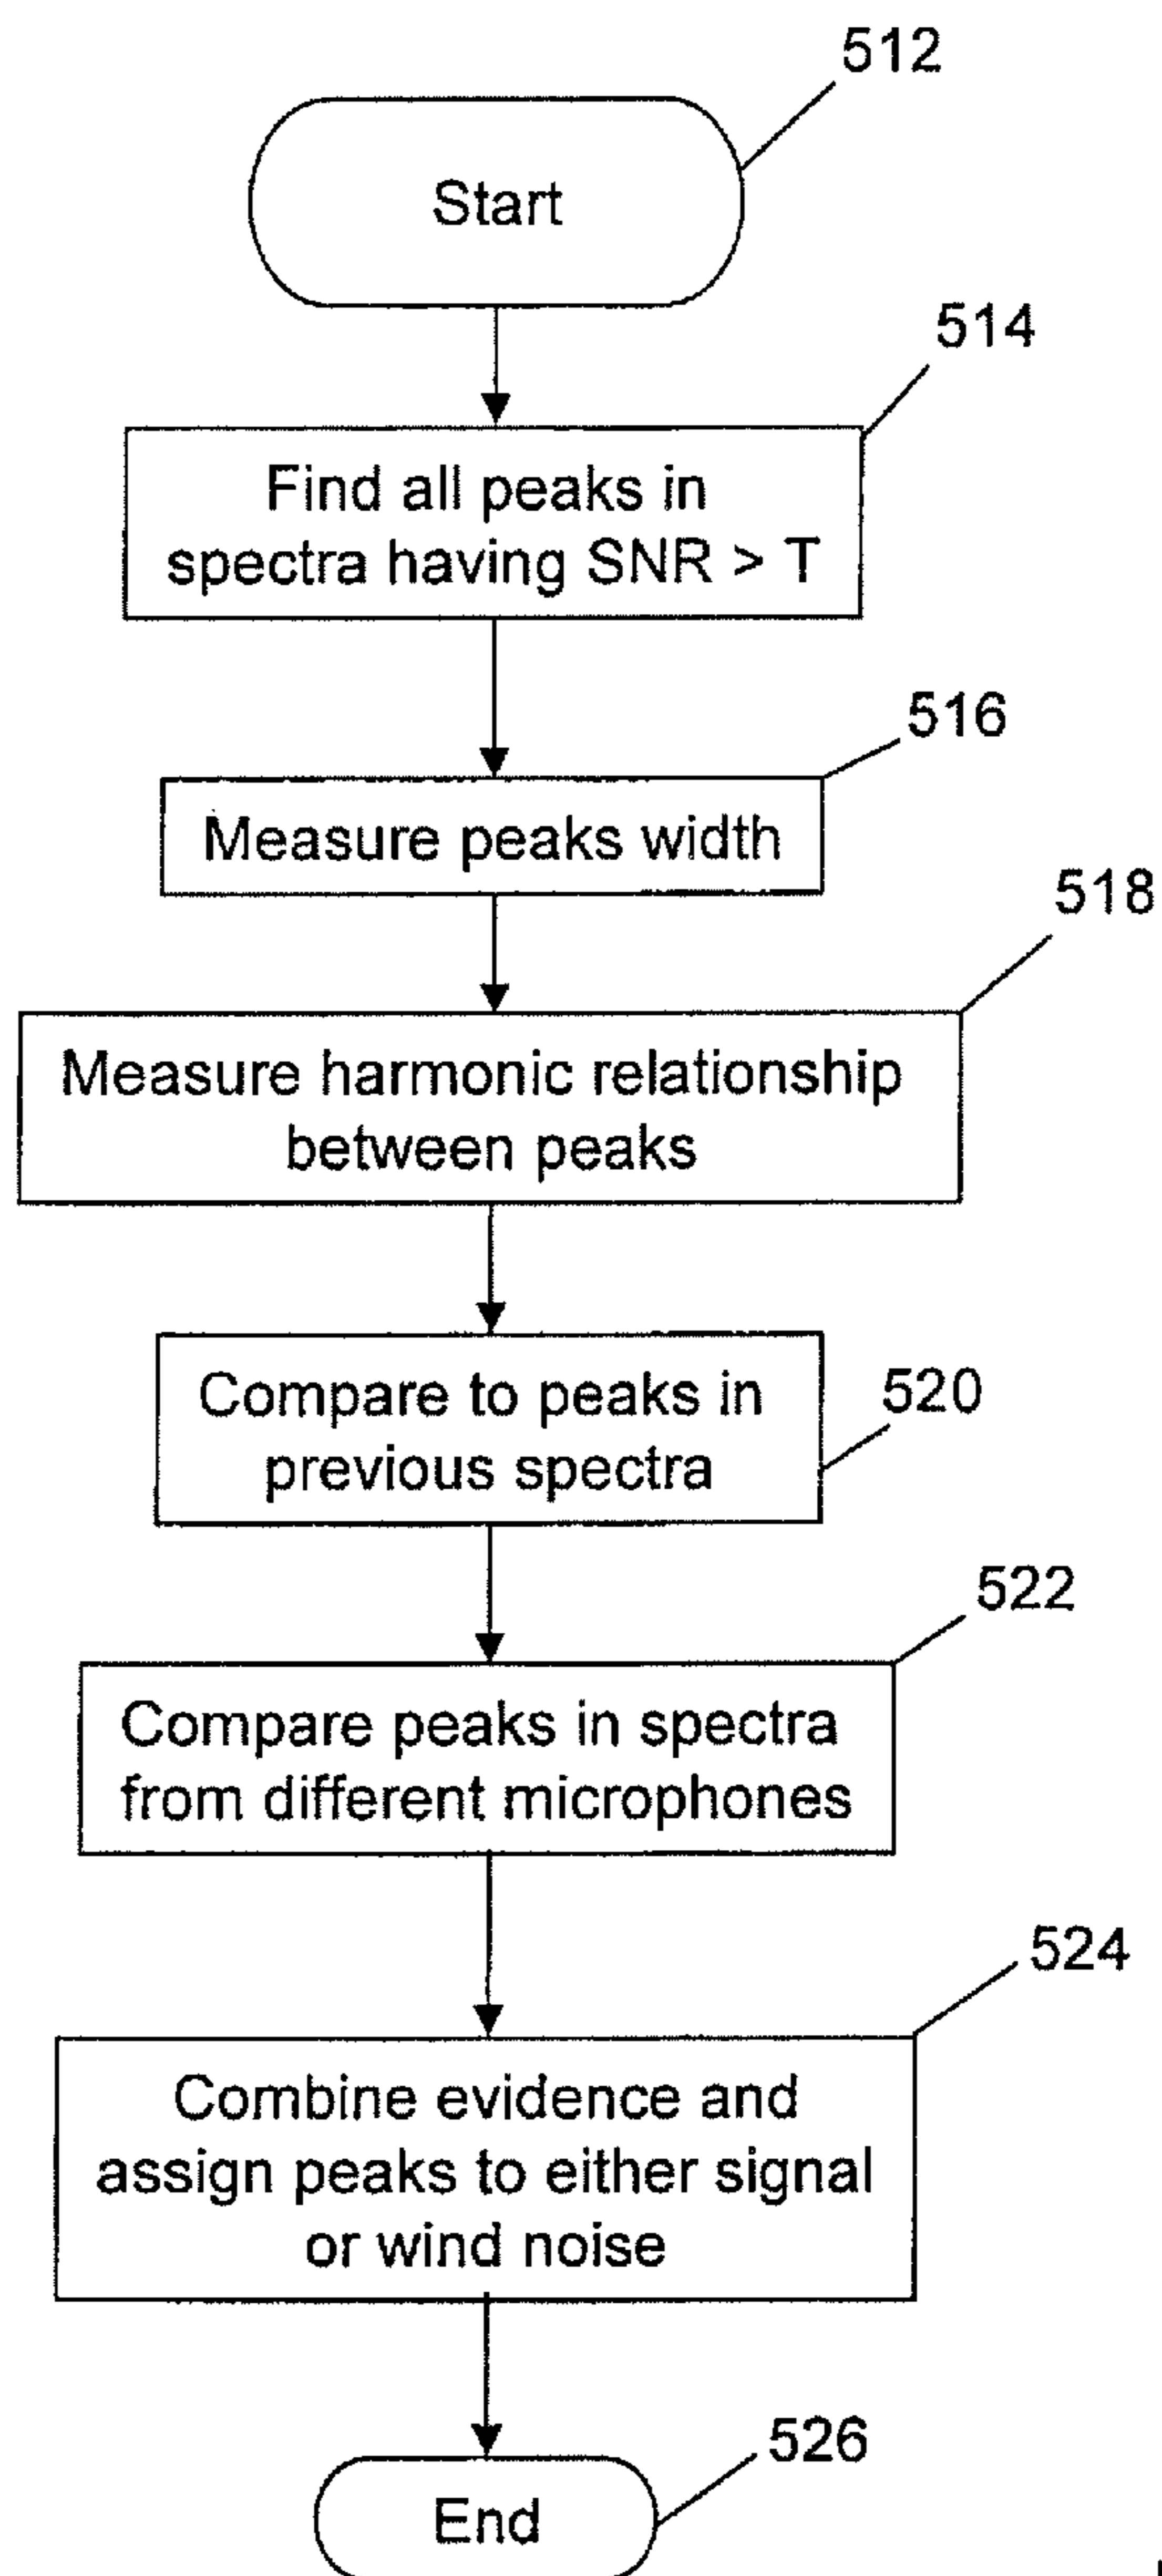 512
Start
514
Find all peaks in
spectra having SNR > T
516
Measure peaks width
518
Measure harmonic relationship
between peaks
520
Compare to peaks in
previous spectra
522
Compare peaks in spectra
from different microphones
524
Combine evidence and
assign peaks to either signal
or wind noise
526
End